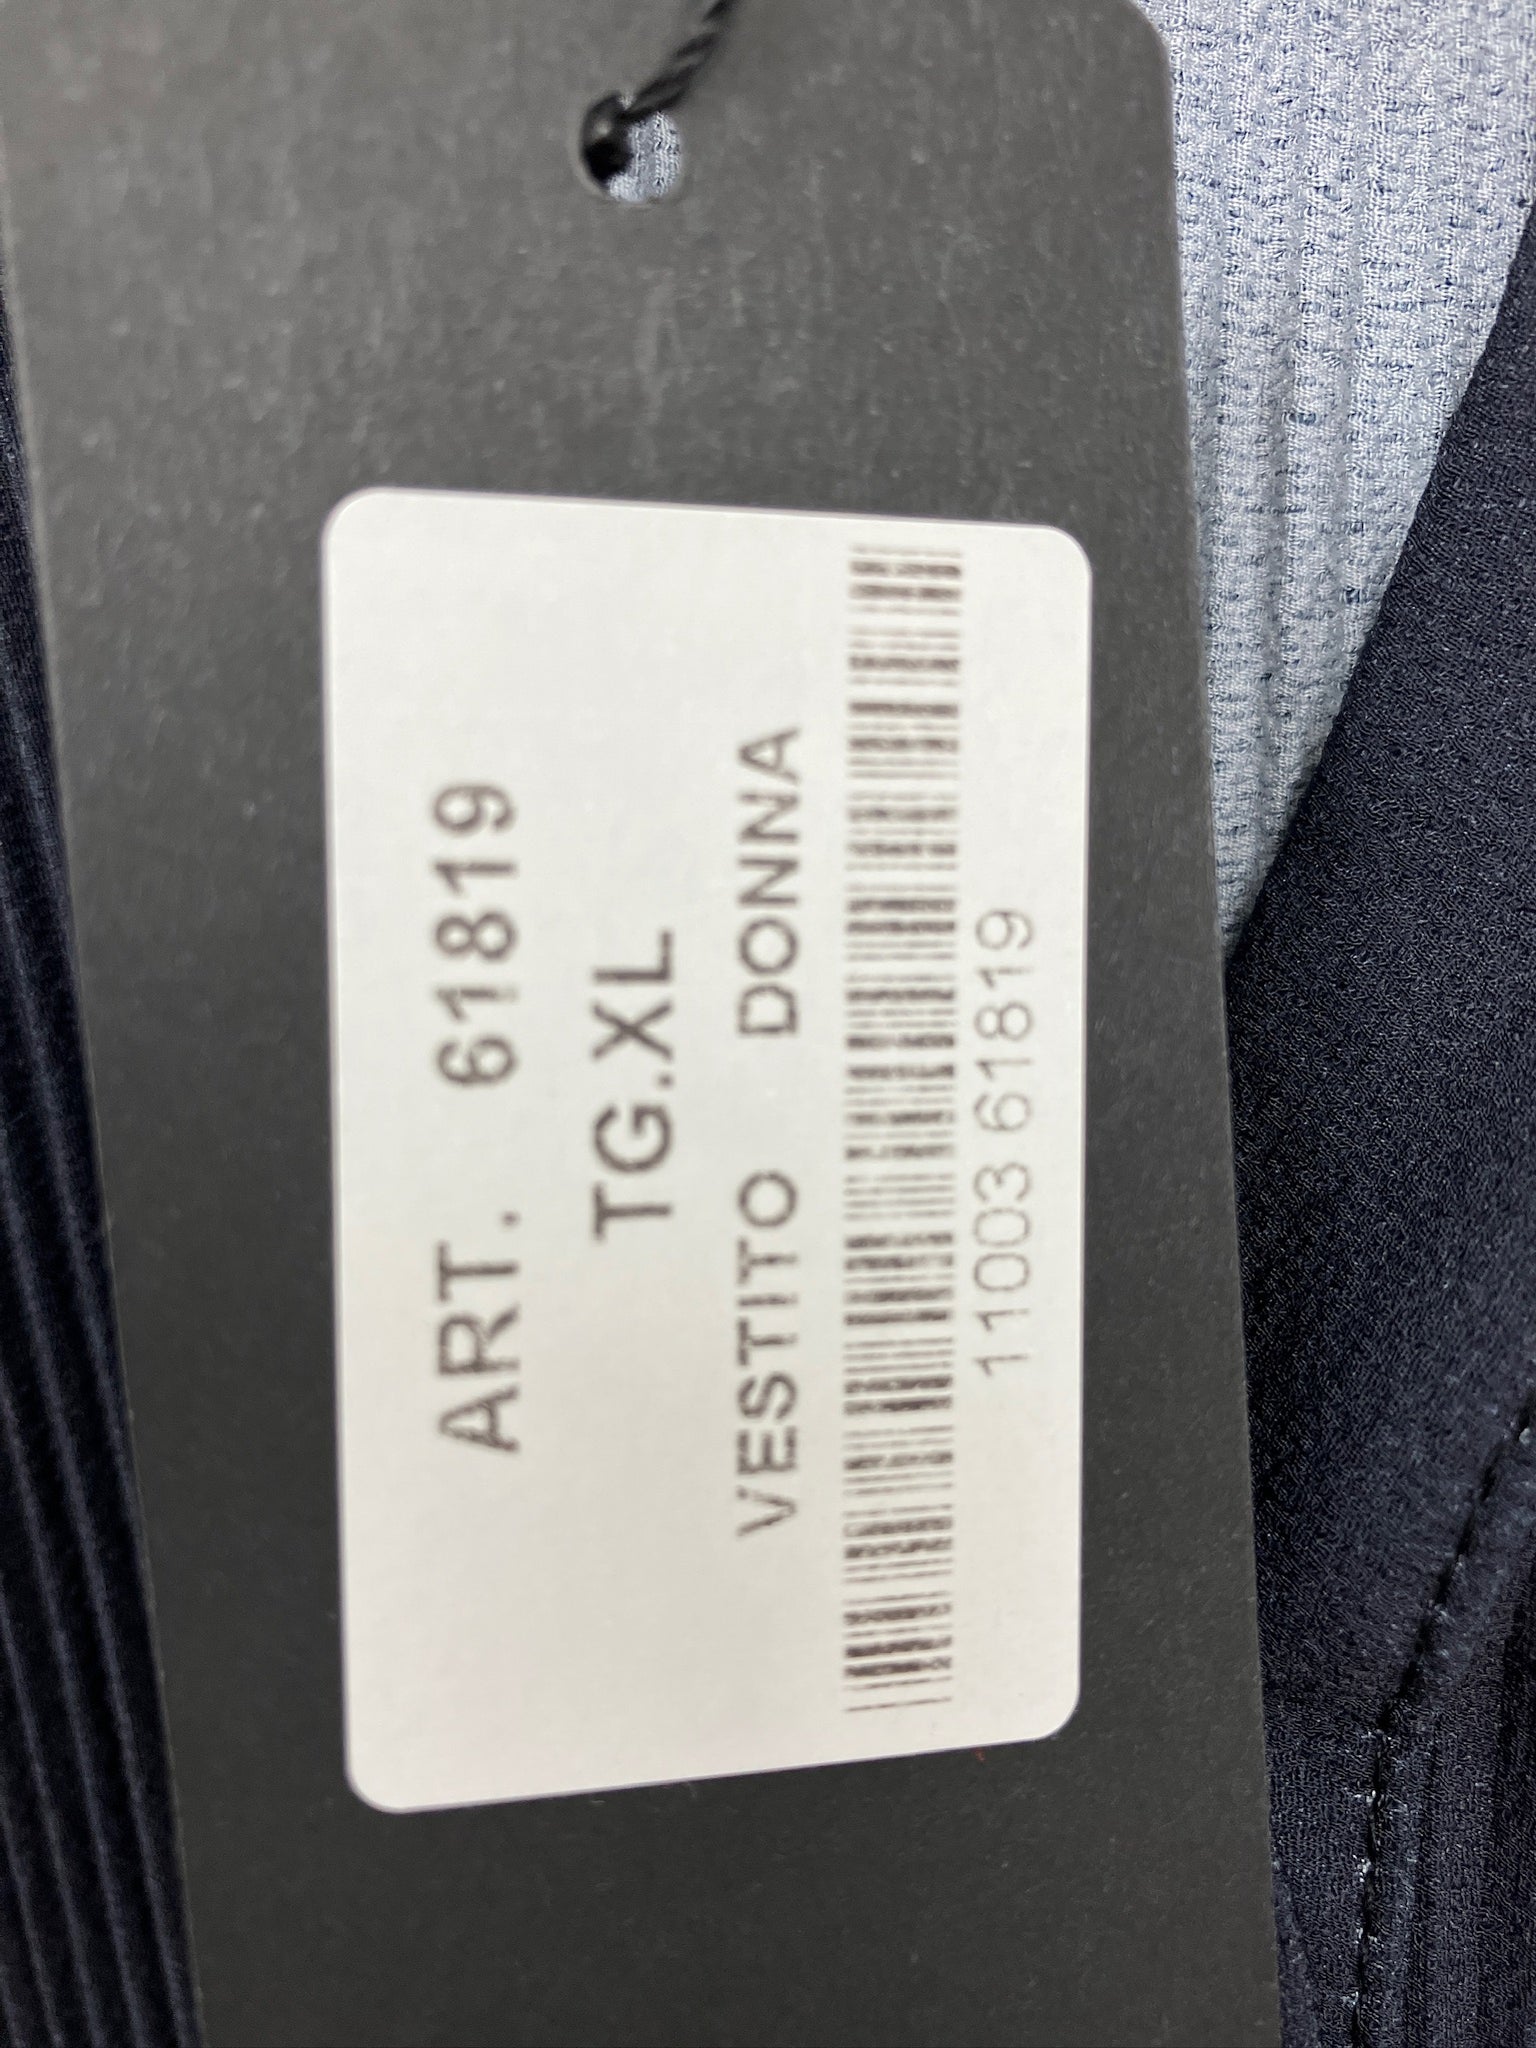 ART. 61819
TG.XL
VESTITO DONNA
11003 61819